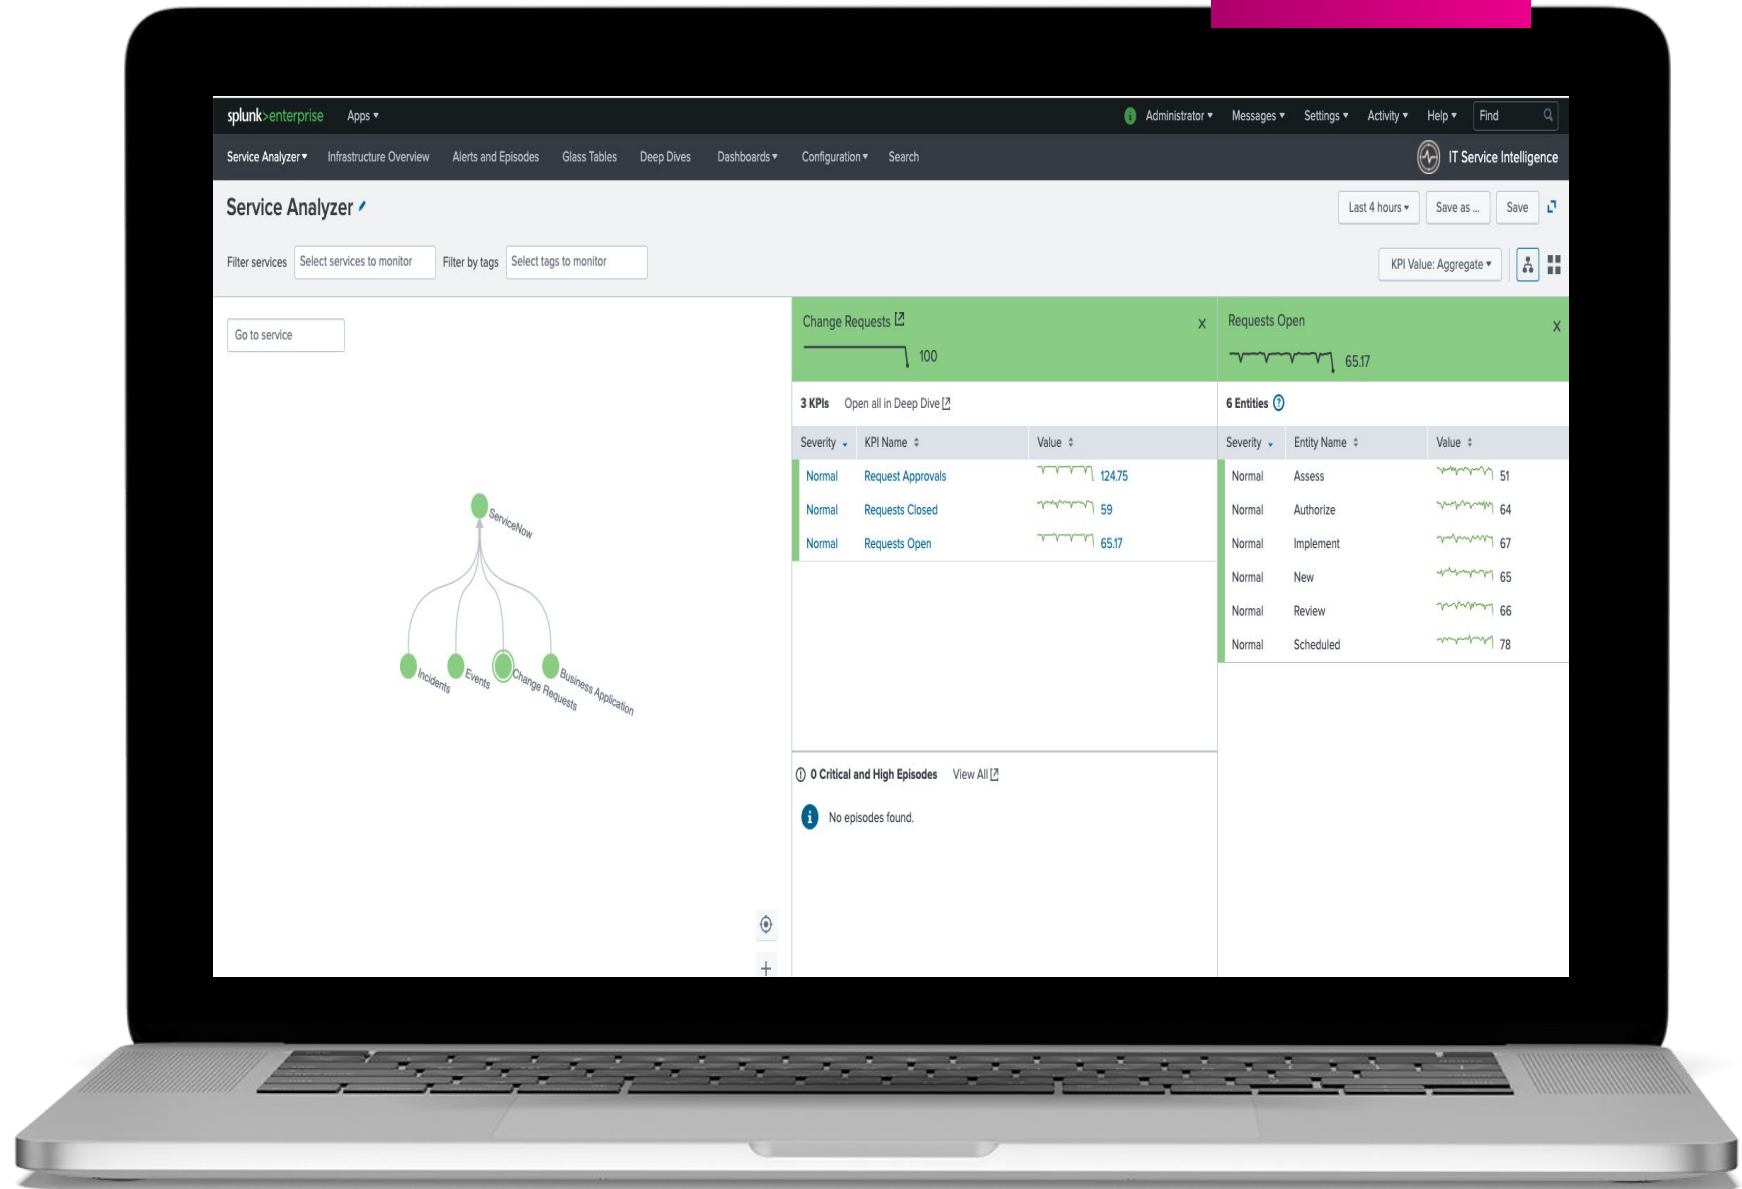 splunk>enterprise Apps Administrator Messages Settings Activity Help Find
Service Analyzer Infrastructure Overview Alerts and Episodes Glass Tables Deep Dives Dashboards Configuration Search IT Service Intelligence
Service Analyzer Last 4 hours Save as ... Save
Filter services Select services to monitor Filter by tags Select tags to monitor KPI Value: Aggregate
Go to service
ServiceNow
Incidents
Events
Change Requests
Business Application
Change Requests
100
3 KPIs Open all in Deep Dive
Severity KPI Name Value
Normal Request Approvals 124.75
Normal Requests Closed 59
Normal Requests Open 65.17
0 Critical and High Episodes View All
No episodes found.
Requests Open
65.17
6 Entities
Severity Entity Name Value
Normal Assess 51
Normal Authorize 64
Normal Implement 67
Normal New 65
Normal Review 66
Normal Scheduled 78